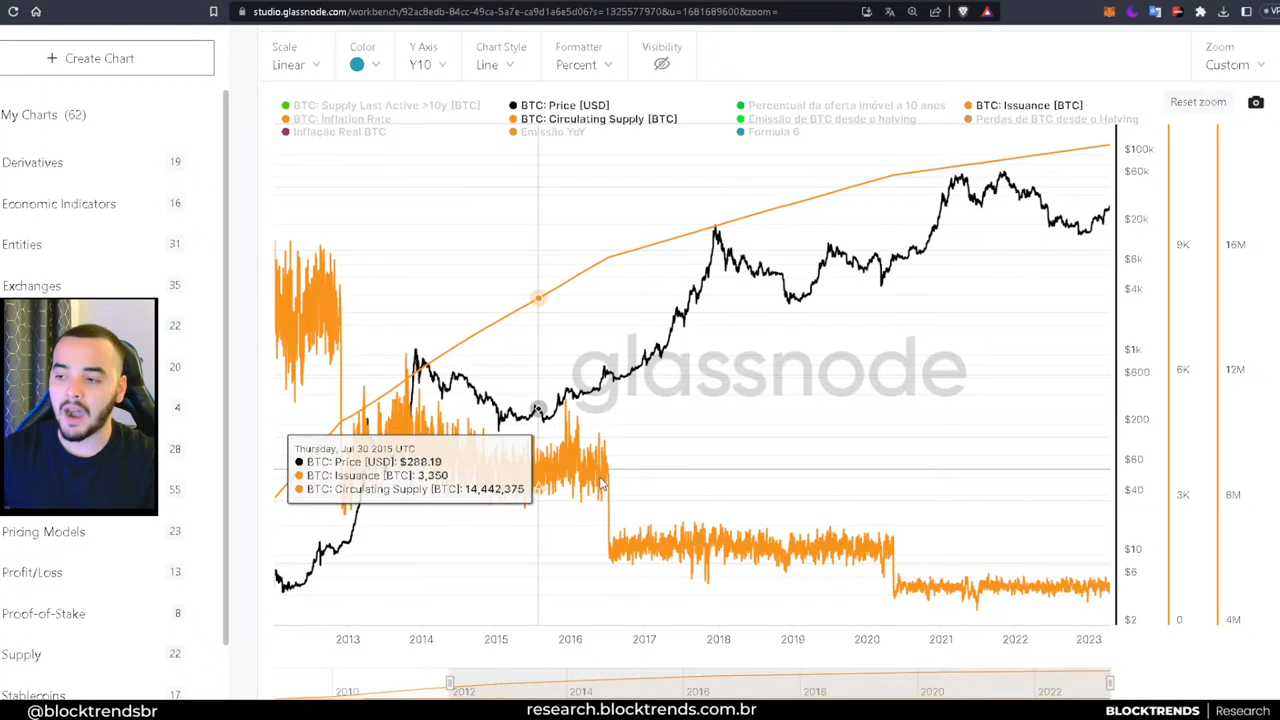 studio.glassnode.com/workbench/92ac8edb-84cc-49ca-5a7e-ca9d1a6e5d06?s=1325577970&u=1681689600&zoom=
Create Chart
My Charts (62)
Derivatives 19
Economic Indicators 16
Entities 31
Exchanges 35
22
20
4
28
55
Pricing Models 23
Profit/Loss 13
Proof-of-Stake 8
Supply 22
Stablecoins 17
Scale Color Y Axis Chart Style Formatter Visibility Zoom
Linear Y10 Line Percent Custom
BTC: Supply Last Active >10y [BTC] BTC: Price [USD] Percentual da oferta imóvel a 10 anos BTC: Issuance [BTC]
BTC: Inflation Rate BTC: Circulating Supply [BTC] Emissão de BTC desde o halving Perdas de BTC desde o Halving
Inflação Real BTC Emissão YoY Formula 6
Reset zoom
$100k
$60k
$20k
$8k
$4k
$1k
$600
$200
$80
$40
$10
$6
$2
9K
6K
3K
0
16M
12M
8M
4M
glassnode
Thursday, Jul 30 2015 UTC
BTC: Price [USD]: $288.19
BTC: Issuance [BTC]: 3,350
BTC: Circulating Supply [BTC]: 14,442,375
2013 2014 2015 2016 2017 2018 2019 2020 2021 2022 2023
2010 2012 2014 2016 2018 2020 2022
@blocktrendsbr
research.blocktrends.com.br
BLOCKTRENDS | Research